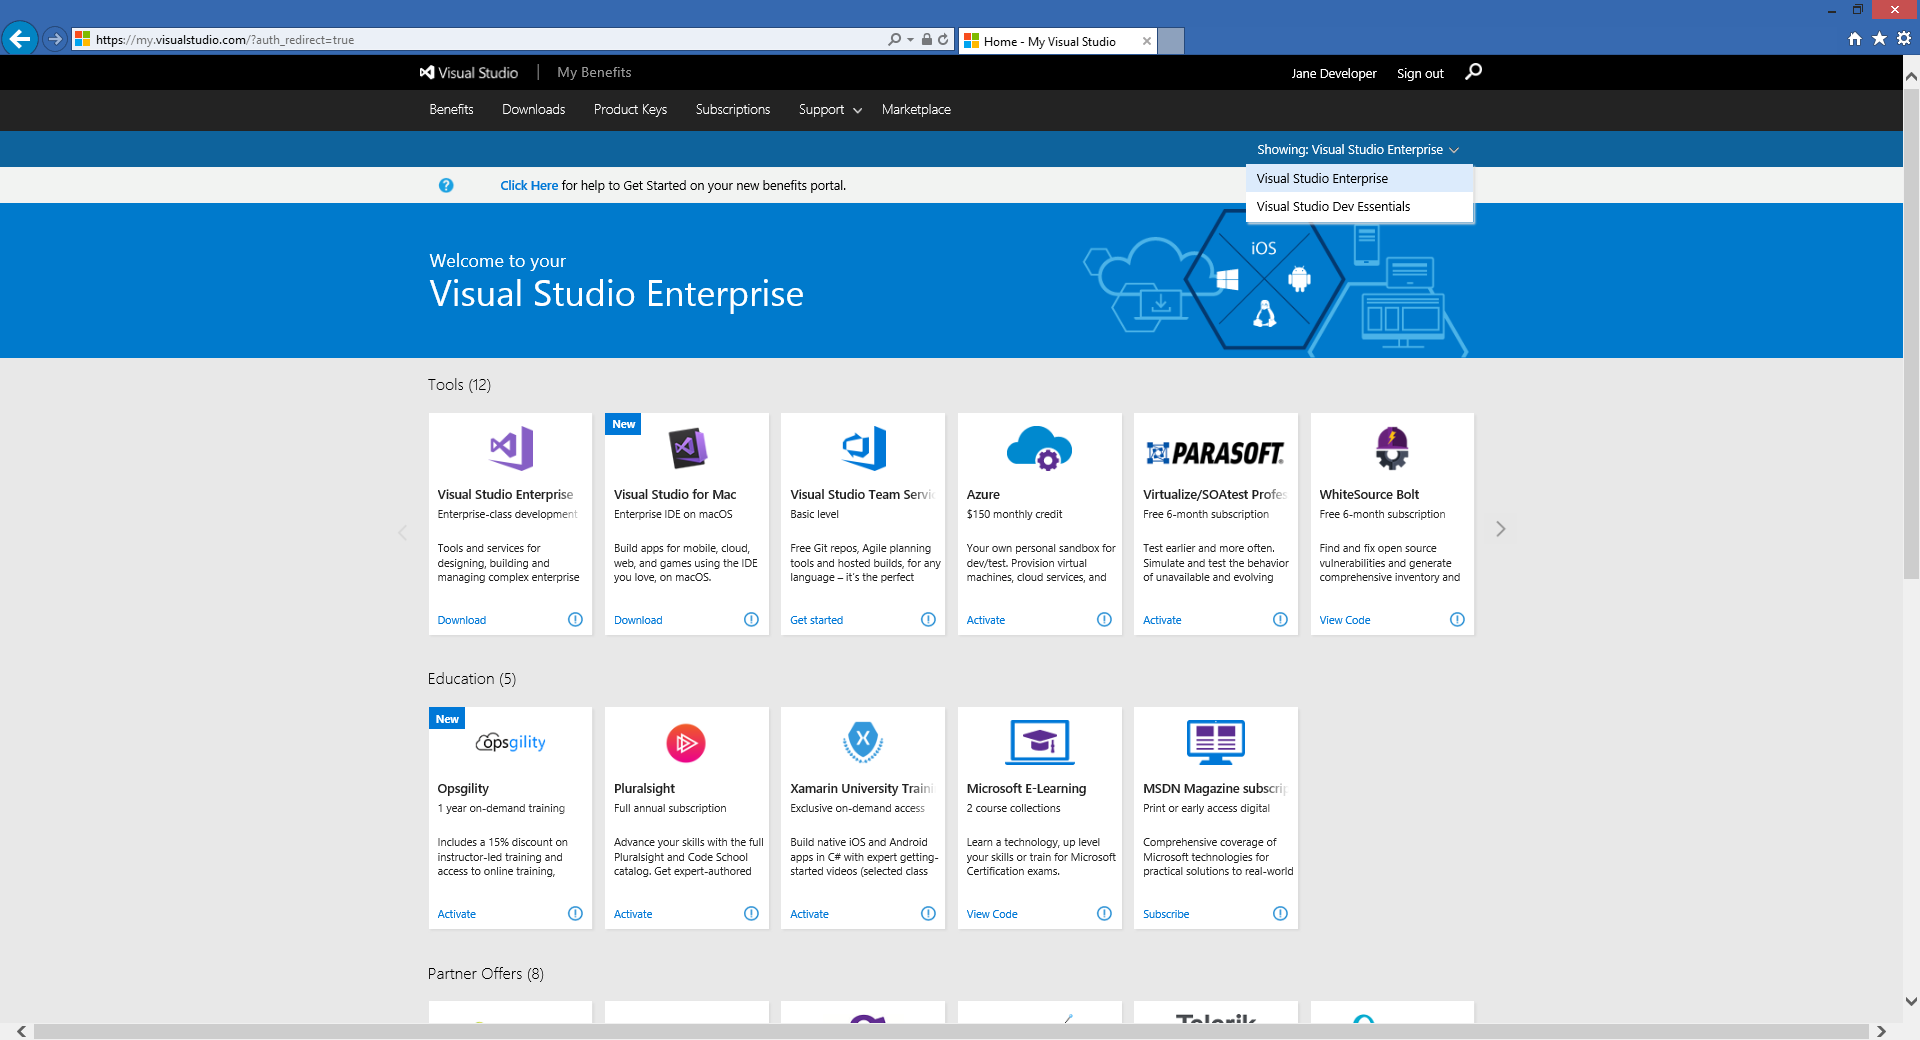 https://my.visualstudio.com/?auth_redirect=true
Home - My Visual Studio
Visual Studio | My Benefits
Jane Developer Sign out
Benefits Downloads Product Keys Subscriptions Support Marketplace
Showing: Visual Studio Enterprise
Visual Studio Enterprise
Visual Studio Dev Essentials
Click Here for help to Get Started on your new benefits portal.
iOS
Welcome to your
Visual Studio Enterprise
Tools (12)
Visual Studio Enterprise
Enterprise-class development
Tools and services for
designing, building and
managing complex enterprise
Download
New
Visual Studio for Mac
Enterprise IDE on macOS
Build apps for mobile, cloud,
web, and games using the IDE
you love, on macOS.
Download
Visual Studio Team Servi
Basic level
Free Git repos, Agile planning
tools and hosted builds, for any
language – it's the perfect
Get started
Azure
$150 monthly credit
Your own personal sandbox for
dev/test. Provision virtual
machines, cloud services, and
Activate
PARASOFT.
Virtualize/SOAtest Profes
Free 6-month subscription
Test earlier and more often.
Simulate and test the behavior
of unavailable and evolving
Activate
WhiteSource Bolt
Free 6-month subscription
Find and fix open source
vulnerabilities and generate
comprehensive inventory and
View Code
Education (5)
New
opsgility
Opsgility
1 year on-demand training
Includes a 15% discount on
instructor-led training and
access to online training,
Activate
Pluralsight
Full annual subscription
Advance your skills with the full
Pluralsight and Code School
catalog. Get expert-authored
Activate
Xamarin University Traini
Exclusive on-demand access
Build native iOS and Android
apps in C# with expert getting-
started videos (selected class
Activate
Microsoft E-Learning
2 course collections
Learn a technology, up level
your skills or train for Microsoft
Certification exams.
View Code
MSDN Magazine subscrip
Print or early access digital
Comprehensive coverage of
Microsoft technologies for
practical solutions to real-world
Subscribe
Partner Offers (8)
Telerik